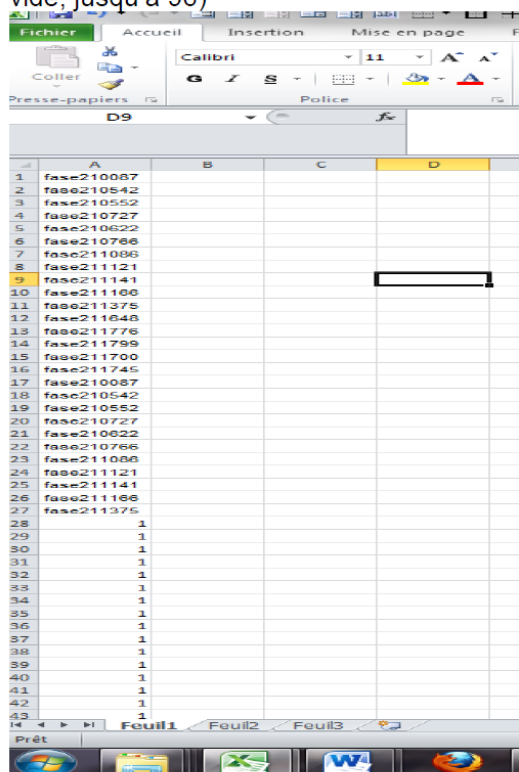 vide, jusqu'à 96)
Fichier Accueil Insertion Mise en page
Coller
Calibri 11 A A
G I S A
Presse-papiers Police
D9 fx
A B C D
1 fase210087
2 fase210542
3 fase210552
4 fase210727
5 fase210622
6 fase210766
7 fase211086
8 fase211121
9 fase211141
10 fase211166
11 fase211375
12 fase211648
13 fase211776
14 fase211799
15 fase211700
16 fase211745
17 fase210087
18 fase210542
19 fase210552
20 fase210727
21 fase210622
22 fase210766
23 fase211086
24 fase211121
25 fase211141
26 fase211166
27 fase211375
28 1
29 1
30 1
31 1
32 1
33 1
34 1
35 1
36 1
37 1
38 1
39 1
40 1
41 1
42 1
43 1
Feuil1 Feuil2 Feuil3
Prêt